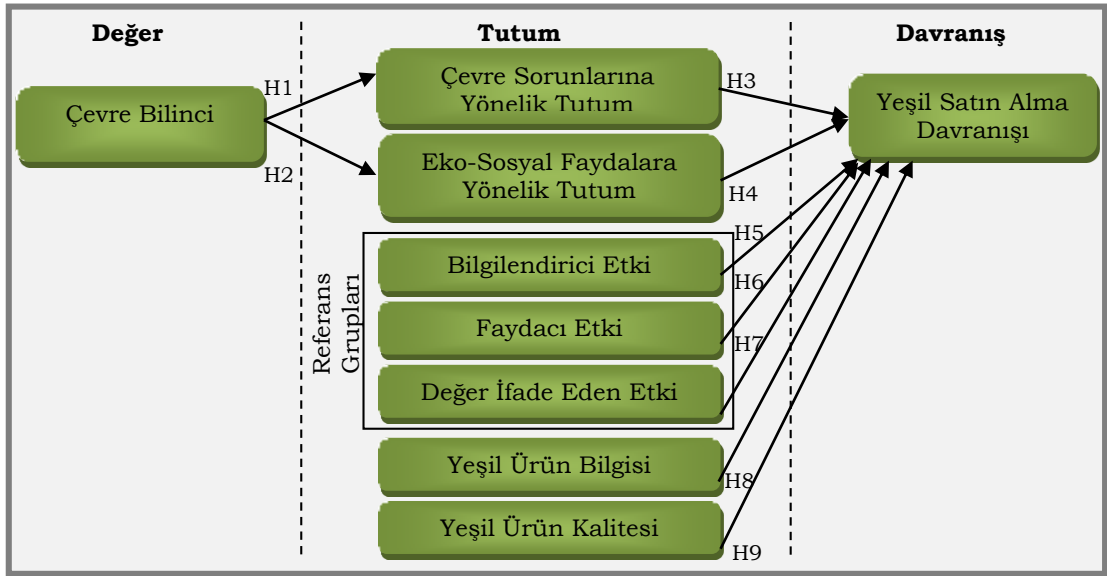 Değer
Tutum
Davranış
Çevre Bilinci
H1
H2
Çevre Sorunlarına
Yönelik Tutum
H3
Eko-Sosyal Faydalara
Yönelik Tutum
H4
Referans
Grupları
Bilgilendirici Etki
H5
Faydacı Etki
H6
Değer İfade Eden Etki
H7
Yeşil Ürün Bilgisi
H8
Yeşil Ürün Kalitesi
H9
Yeşil Satın Alma
Davranışı